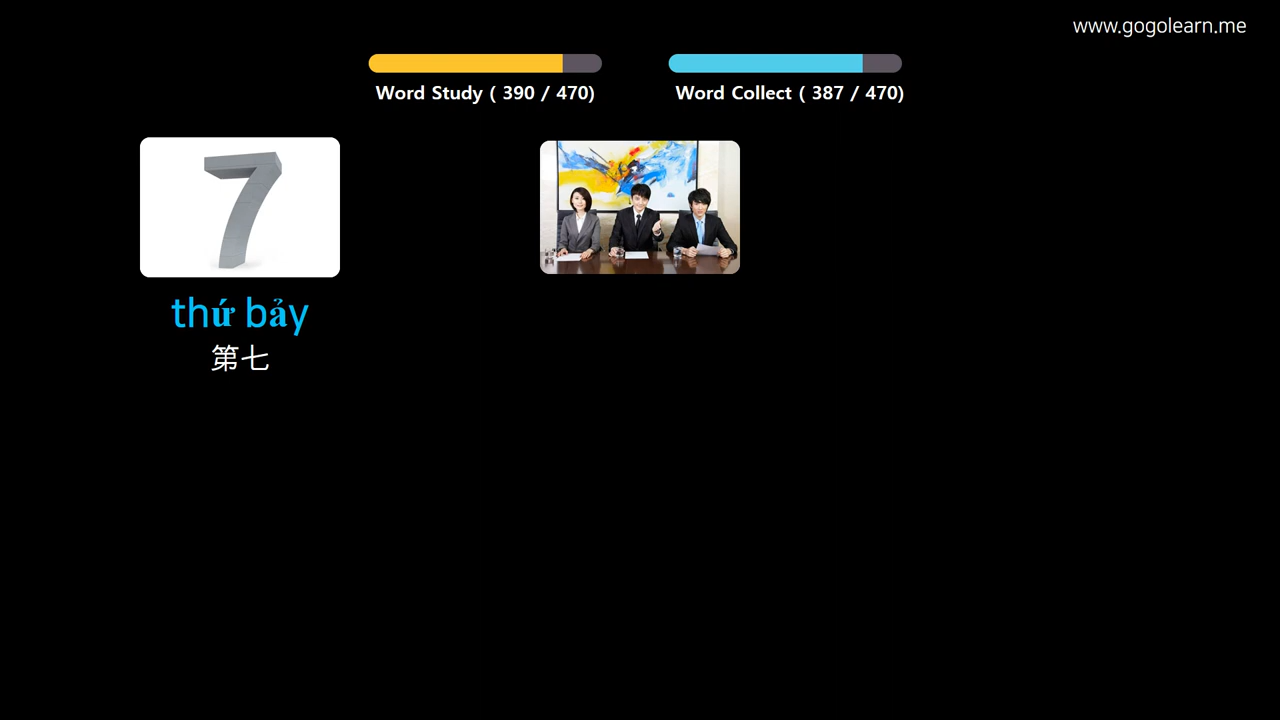 www.gogolearn.me
Word Study ( 390 / 470)
Word Collect ( 387 / 470)
7
thứ bảy
第七